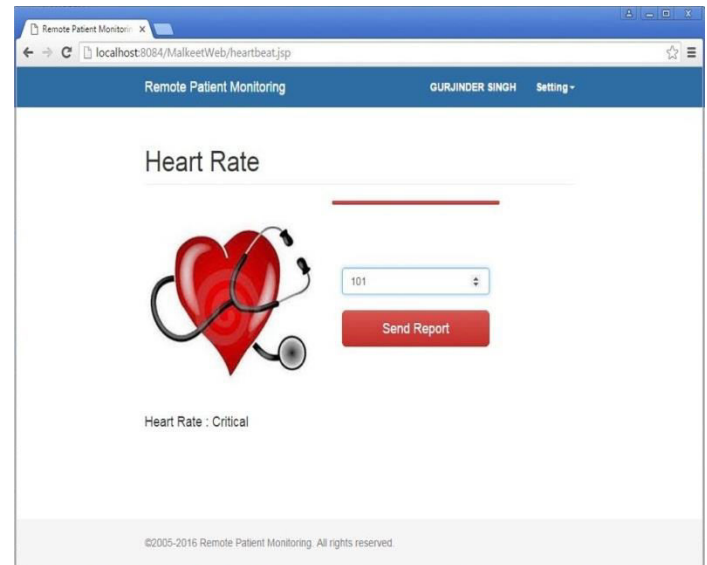 Remote Patient Monitorin
localhost:8084/MalkeetWeb/heartbeat.jsp
Remote Patient Monitoring GURJINDER SINGH Setting
Heart Rate
101
Send Report
Heart Rate : Critical
©2005-2016 Remote Patient Monitoring. All rights reserved.